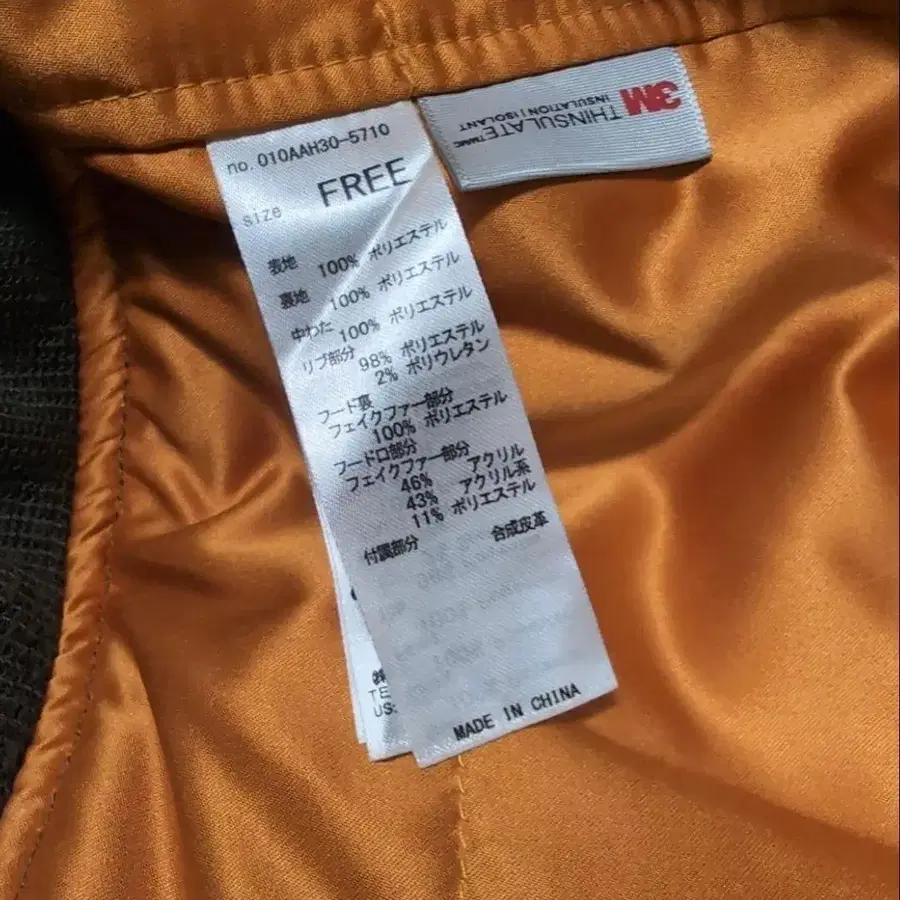 no. 010AAH30-5710
size FREE
表地 100% ポリエステル
裏地 100% ポリエステル
中わた 100% ポリエステル
リブ部分 98% ポリエステル
2% ポリウレタン
フード裏
フェイクファー部分
100% ポリエステル
フード口部分
フェイクファー部分
46% アクリル
43% アクリル系
11% ポリエステル
付属部分 合成皮革
MADE IN CHINA
TE
US:
3M
THINSULATE
INSULATION | ISOLANT